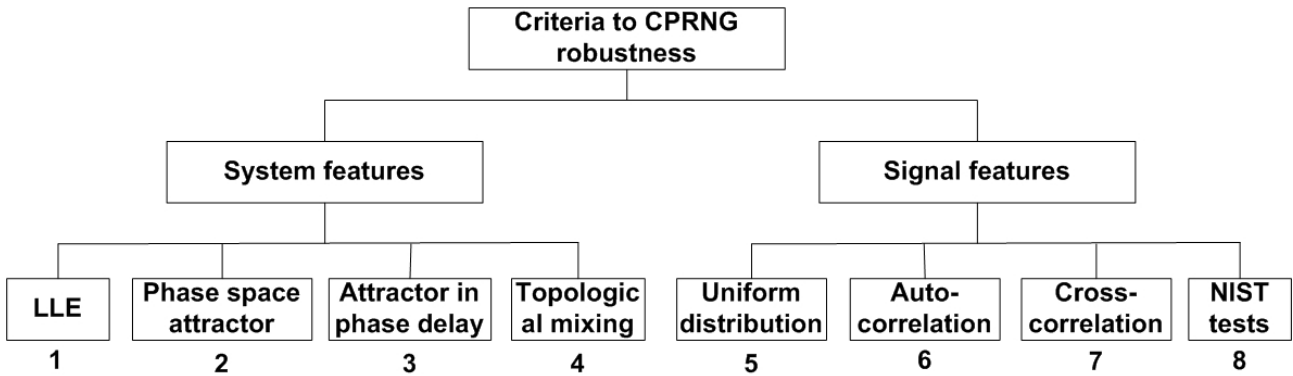 Criteria to CPRNG
robustness
System features
Signal features
LLE
Phase space
attractor
Attractor in
phase delay
Topologic
al mixing
Uniform
distribution
Auto-
correlation
Cross-
correlation
NIST
tests
1
2
3
4
5
6
7
8